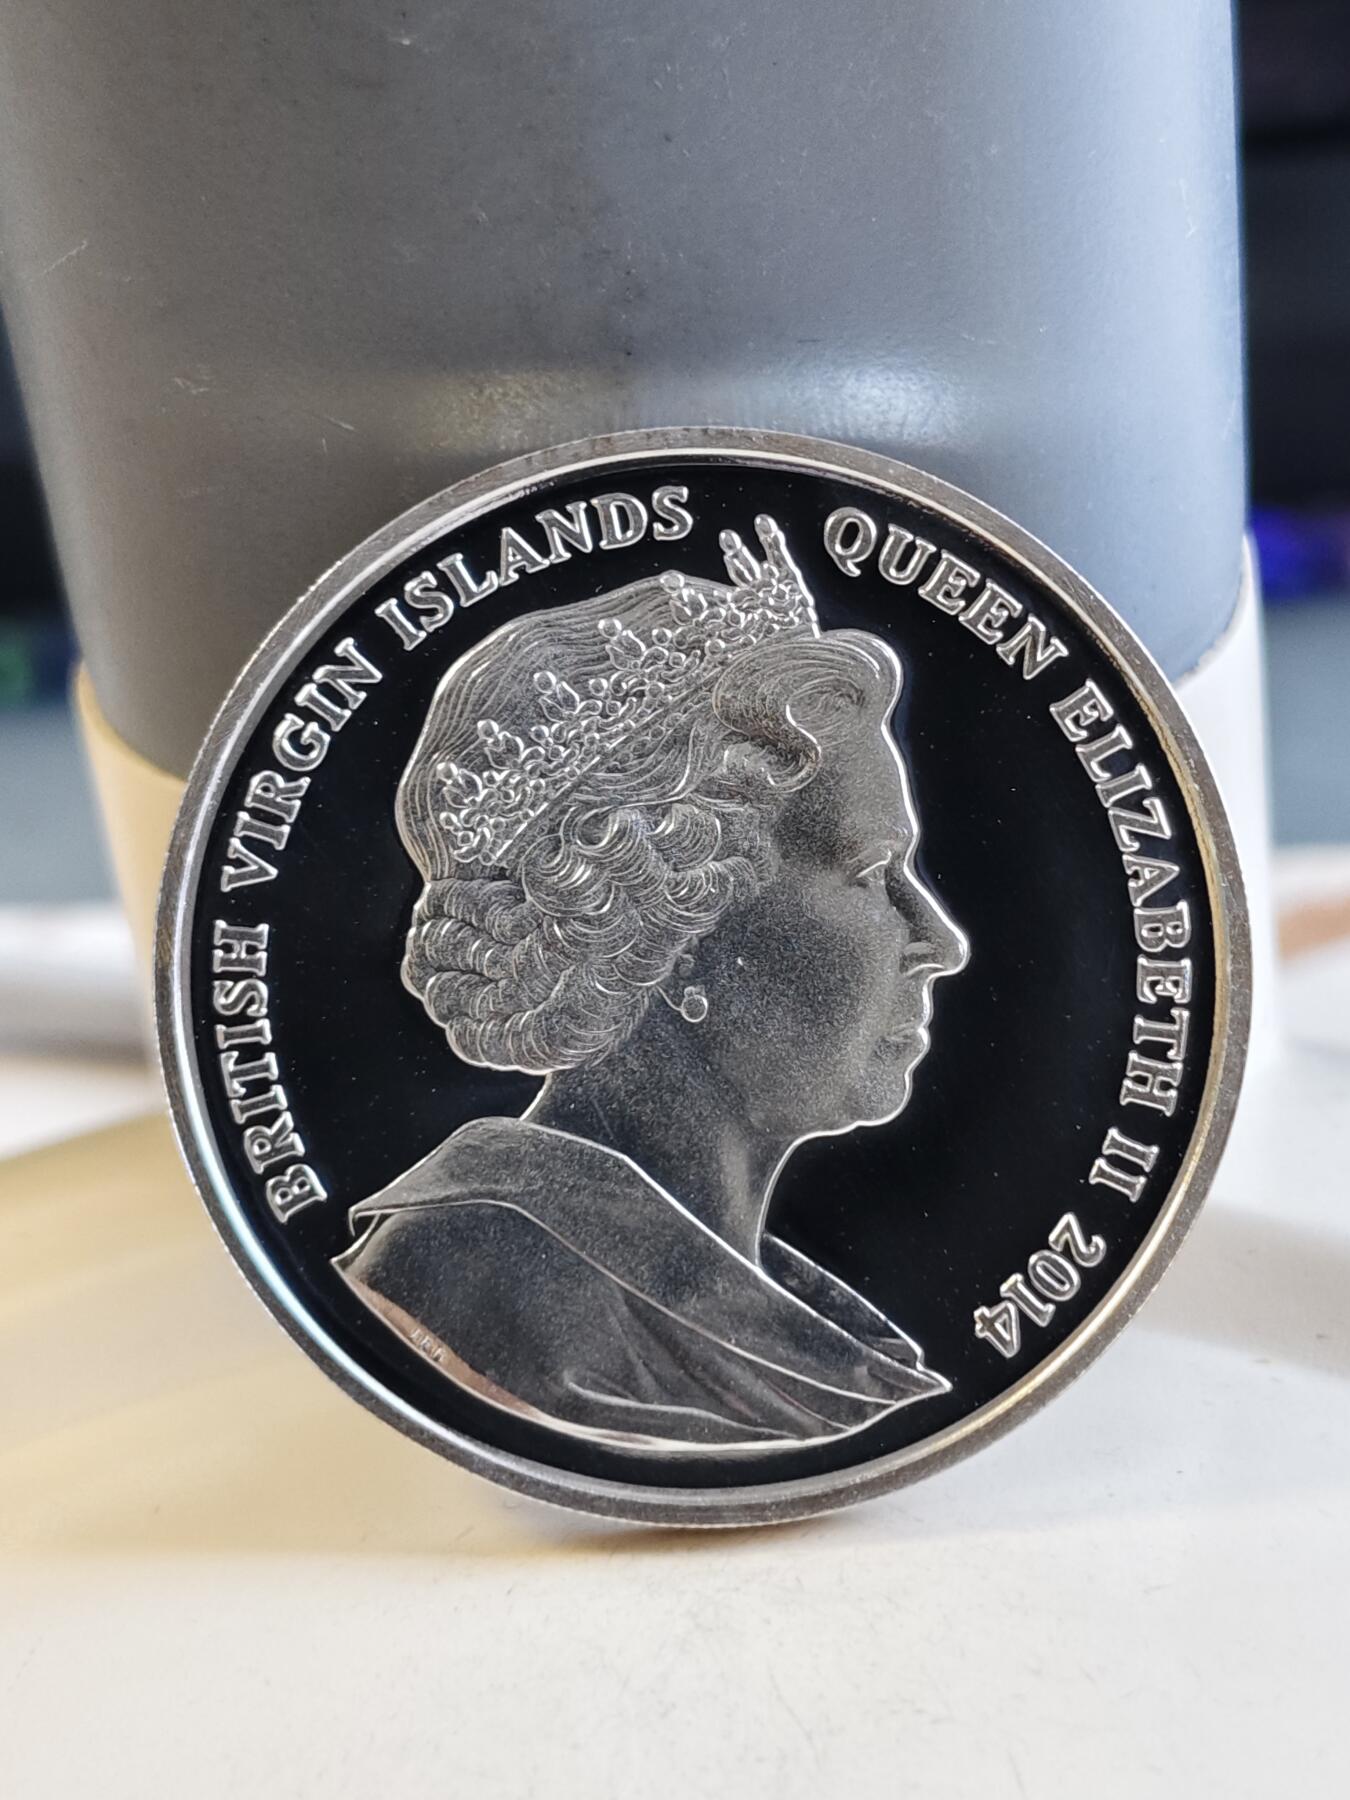 BRITISH VIRGIN ISLANDS QUEEN ELIZABETH II 2014